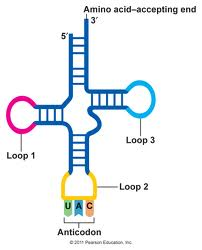 Amino acid–accepting end
3′
5′
Loop 3
Loop 1
Loop 2
U A C
Anticodon
© 2011 Pearson Education, Inc.